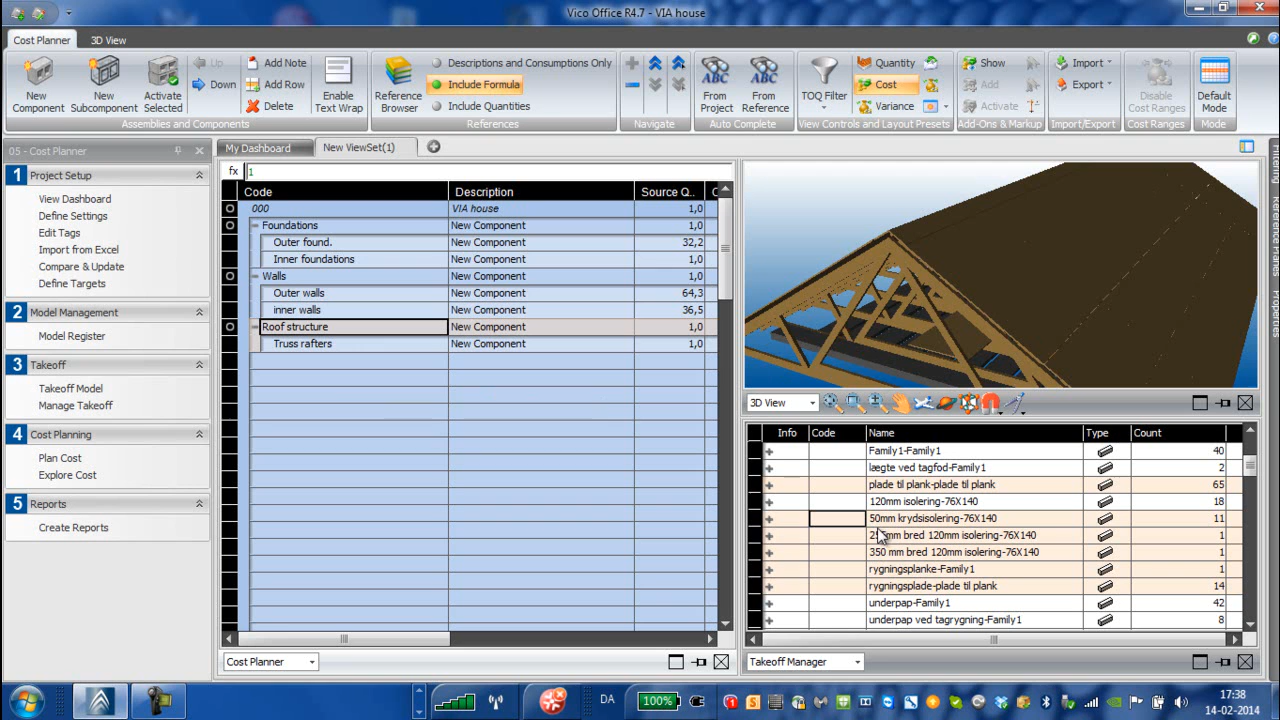 Vico Office R4.7 - VIA house
Cost Planner
3D View
New Component
New Subcomponent
Activate Selected
Up
Down
Add Note
Add Row
Delete
Enable Text Wrap
Reference Browser
Descriptions and Consumptions Only
Include Formula
Include Quantities
From Project
From Reference
TOQ Filter
Quantity
Cost
Variance
Show
Add
Activate
Import
Export
Disable Cost Ranges
Default Mode
Assemblies and Components
References
Navigate
Auto Complete
View Controls and Layout Presets
Add-Ons & Markup
Import/Export
Cost Ranges
Mode
05 - Cost Planner
1 Project Setup
View Dashboard
Define Settings
Edit Tags
Import from Excel
Compare & Update
Define Targets
2 Model Management
Model Register
3 Takeoff
Takeoff Model
Manage Takeoff
4 Cost Planning
Plan Cost
Explore Cost
5 Reports
Create Reports
My Dashboard
New ViewSet(1)
fx 1
Code Description Source Q..
000 VIA house 1,0
Foundations New Component 1,0
Outer found. New Component 32,2
Inner foundations New Component 1,0
Walls New Component 1,0
Outer walls New Component 64,3
inner walls New Component 36,5
Roof structure New Component 1,0
Truss rafters New Component 1,0
Cost Planner
3D View
Info Code Name Type Count
Family1-Family1 40
lægte ved tagfod-Family1 2
plade til plank-plade til plank 65
120mm isolering-76X140 18
50mm krydsisolering-76X140 11
mm bred 120mm isolering-76X140 1
350 mm bred 120mm isolering-76X140 1
rygningsplanke-Family1 1
rygningsplade-plade til plank 14
underpap-Family1 42
underpap ved tagrygning-Family1 8
Takeoff Manager
Reference Planes
Properties
DA
100%
17:38
14-02-2014